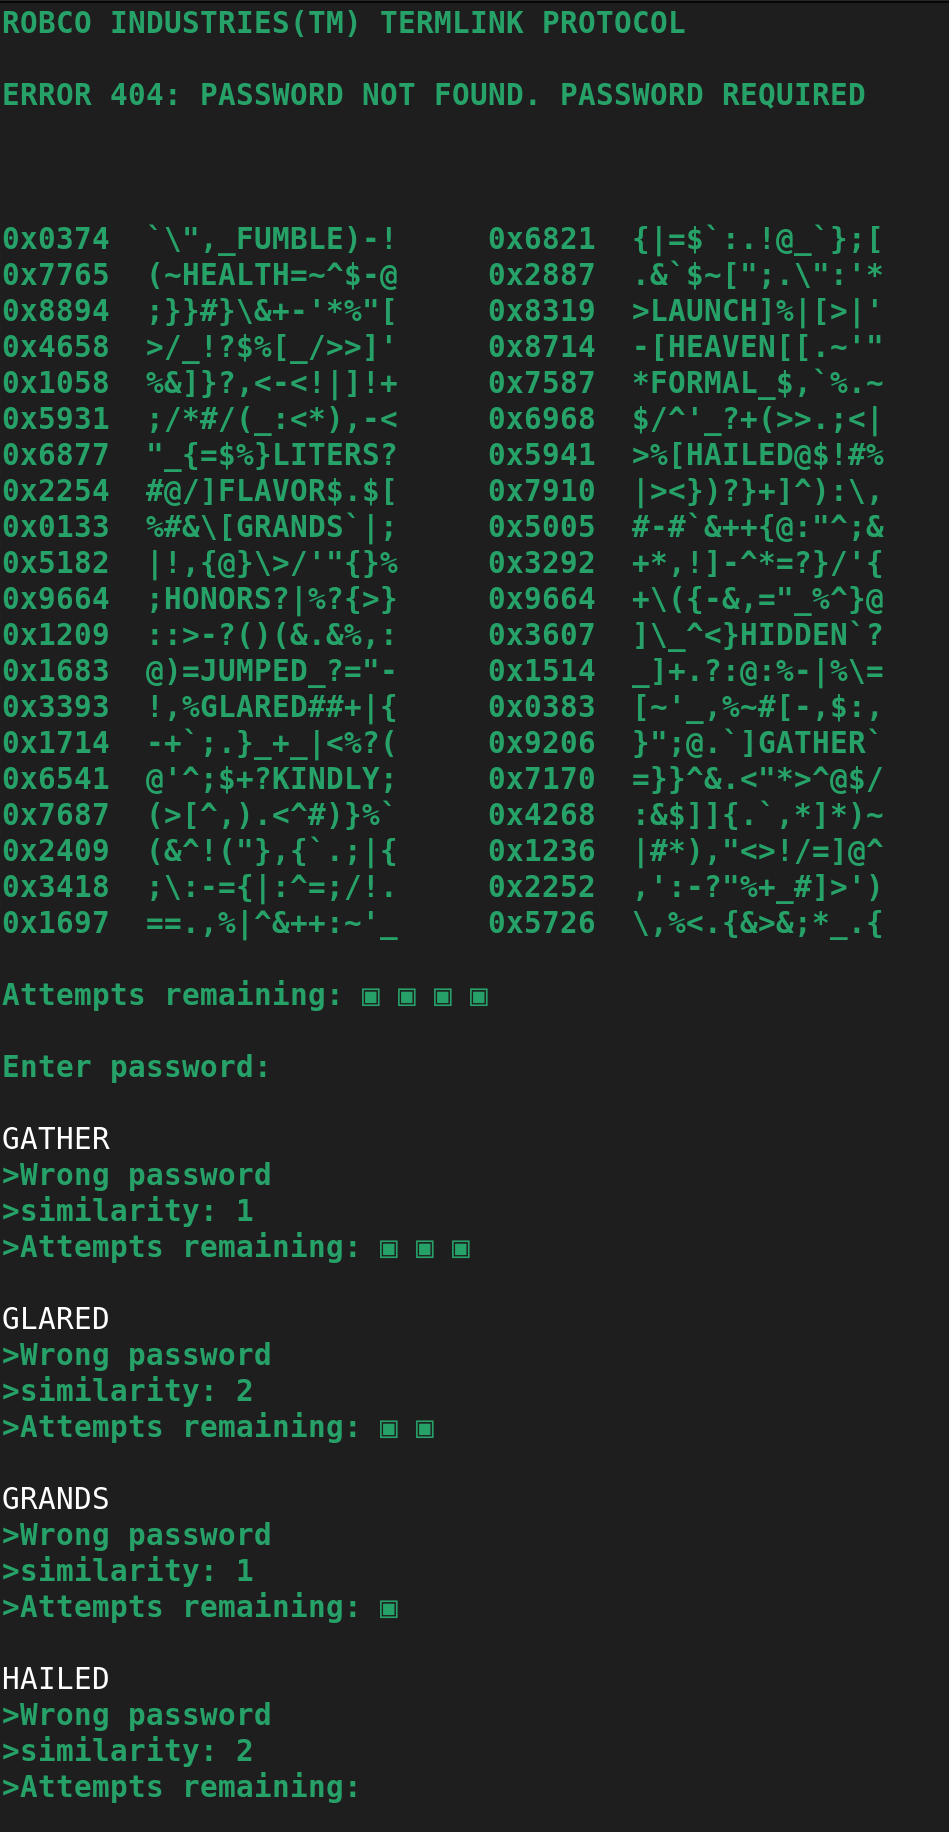 ROBCO INDUSTRIES(TM) TERMLINK PROTOCOL
ERROR 404: PASSWORD NOT FOUND. PASSWORD REQUIRED
0x0374  `\",_FUMBLE)-!     0x6821  {|=$`:.!@_`};[
0x7765  (~HEALTH=~^$-@     0x2887  .&`$~[";.\":'*
0x8894  ;}}#}\&+-'*%"[     0x8319  >LAUNCH]%|[>|'
0x4658  >/_!?$%[_/>>]'     0x8714  -[HEAVEN[[.~'"
0x1058  %&]}?,<-<!|]!+     0x7587  *FORMAL_$,`%.~
0x5931  ;/*#/(_:<*),-<     0x6968  $/^'_?+(>>.;<|
0x6877  "_{=$%}LITERS?     0x5941  >%[HAILED@$!#%
0x2254  #@/]FLAVOR$.$[     0x7910  |><})?}+]^):\,
0x0133  %#&\[GRANDS`|;     0x5005  #-#`&++{@:"^;&
0x5182  |!,{@}\>/'"{}%     0x3292  +*,!]-^*=?}/'{
0x9664  ;HONORS?|%?{>}     0x9664  +\({-&,="_%^}@
0x1209  ::>-?()(&.&%,:     0x3607  ]\_^<}HIDDEN`?
0x1683  @)=JUMPED_?="-     0x1514  _]+.?:@:%-|%\=
0x3393  !,%GLARED##+|{     0x0383  [~'_,%~#[-,$:,
0x1714  -+`;.}_+_|<%?(     0x9206  }";@.`]GATHER`
0x6541  @'^;$+?KINDLY;     0x7170  =}}^&.<"*>^@$/
0x7687  (>[^,).<^#)}%`     0x4268  :&$]]{.`,*]*)~
0x2409  (&^!("},{`.;|{     0x1236  |#*),"<>!/=]@^
0x3418  ;\:-={|:^=;/!.     0x2252  ,':-?"%+_#]>')
0x1697  ==.,%|^&++:~'_     0x5726  \,%<.{&>&;*_.{
Attempts remaining: ▣ ▣ ▣ ▣
Enter password:
GATHER
>Wrong password
>similarity: 1
>Attempts remaining: ▣ ▣ ▣
GLARED
>Wrong password
>similarity: 2
>Attempts remaining: ▣ ▣
GRANDS
>Wrong password
>similarity: 1
>Attempts remaining: ▣
HAILED
>Wrong password
>similarity: 2
>Attempts remaining: